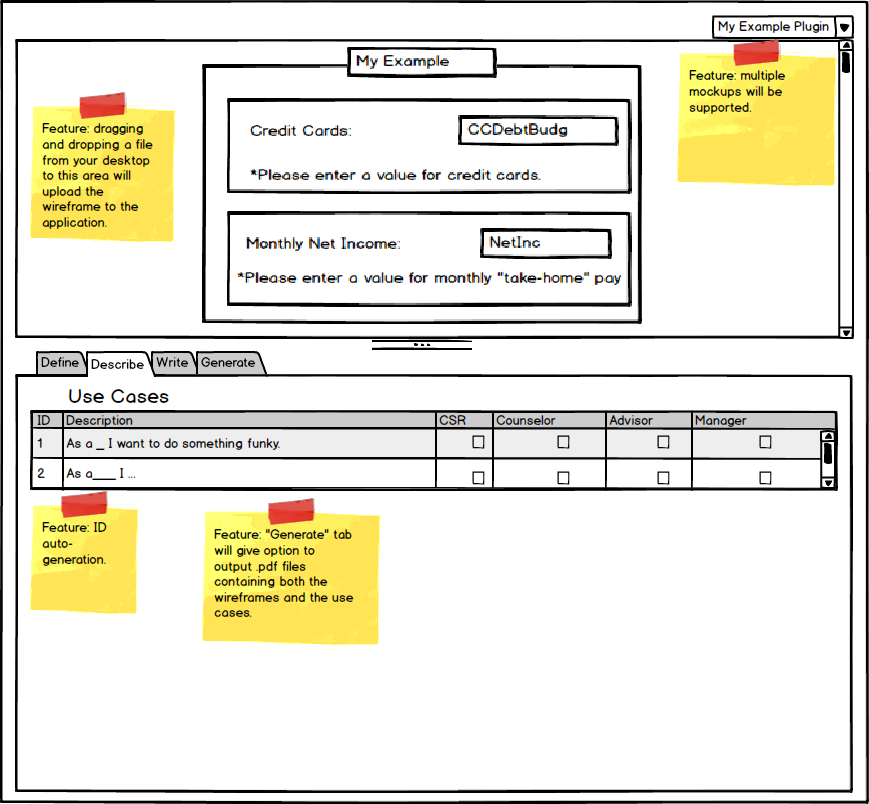 My Example Plugin
My Example
Feature: dragging
and dropping a file
from your desktop
to this area will
upload the
wireframe to the
application.
Credit Cards:
CCDebtBudg
*Please enter a value for credit cards.
Monthly Net Income:
NetInc
*Please enter a value for monthly "take-home" pay
Feature: multiple
mockups will be
supported.
Define
Describe
Write
Generate
Use Cases
ID Description CSR Counselor Advisor Manager
1 As a _ I want to do something funky.
2 As a___ I ...
Feature: ID
auto-
generation.
Feature: "Generate" tab
will give option to
output .pdf files
containing both the
wireframes and the use
cases.